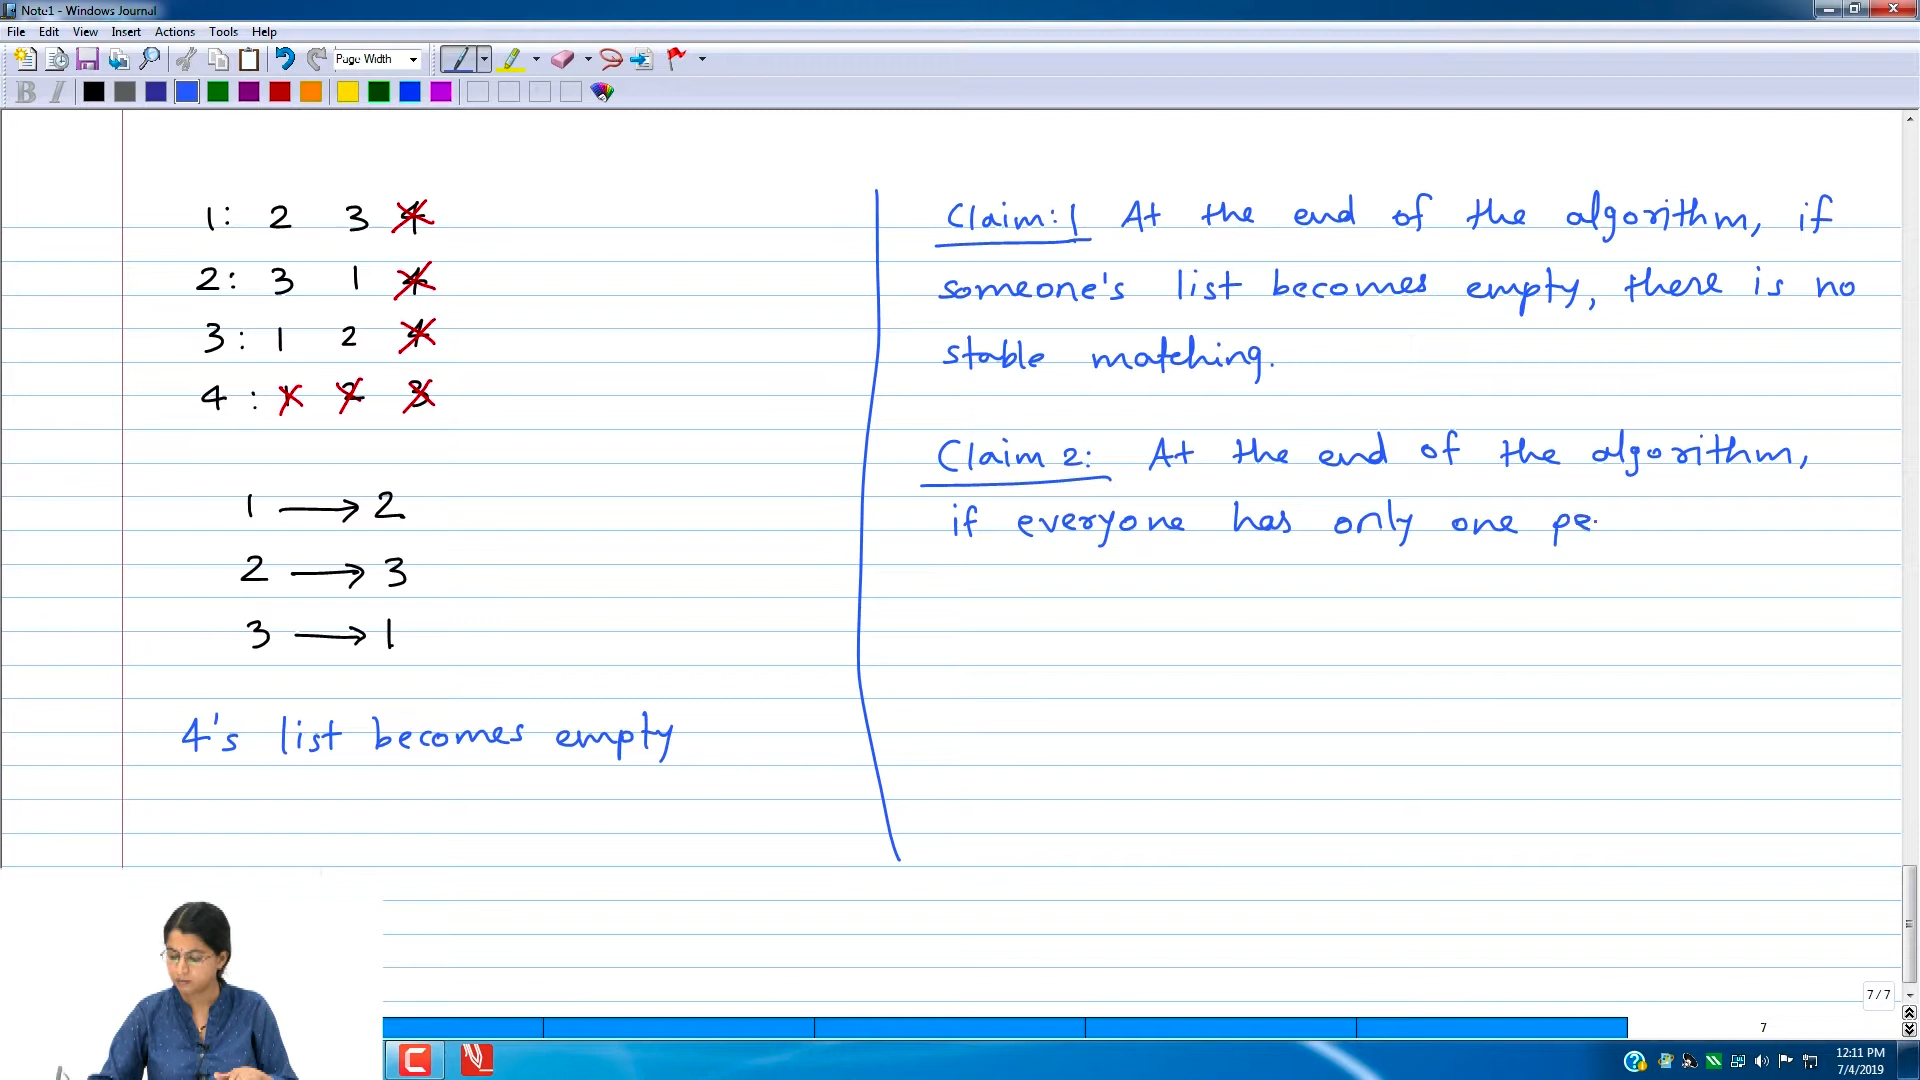 Note1 - Windows Journal
File Edit View Insert Actions Tools Help
Page Width
B I
1: 2 3 4
2: 3 1 4
3: 1 2 4
4 : 1 2 3
1 → 2
2 → 3
3 → 1
4's list becomes empty
Claim:1 At the end of the algorithm, if
someone's list becomes empty, there is no
stable matching.
Claim 2: At the end of the algorithm,
if everyone has only one pe
7 / 7
7
12:11 PM
7/4/2019